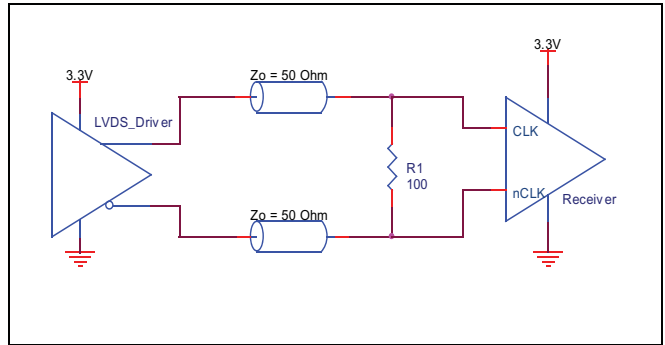 3.3V
LVDS_Driver
Zo = 50 Ohm
Zo = 50 Ohm
R1
100
3.3V
CLK
nCLK
Receiver